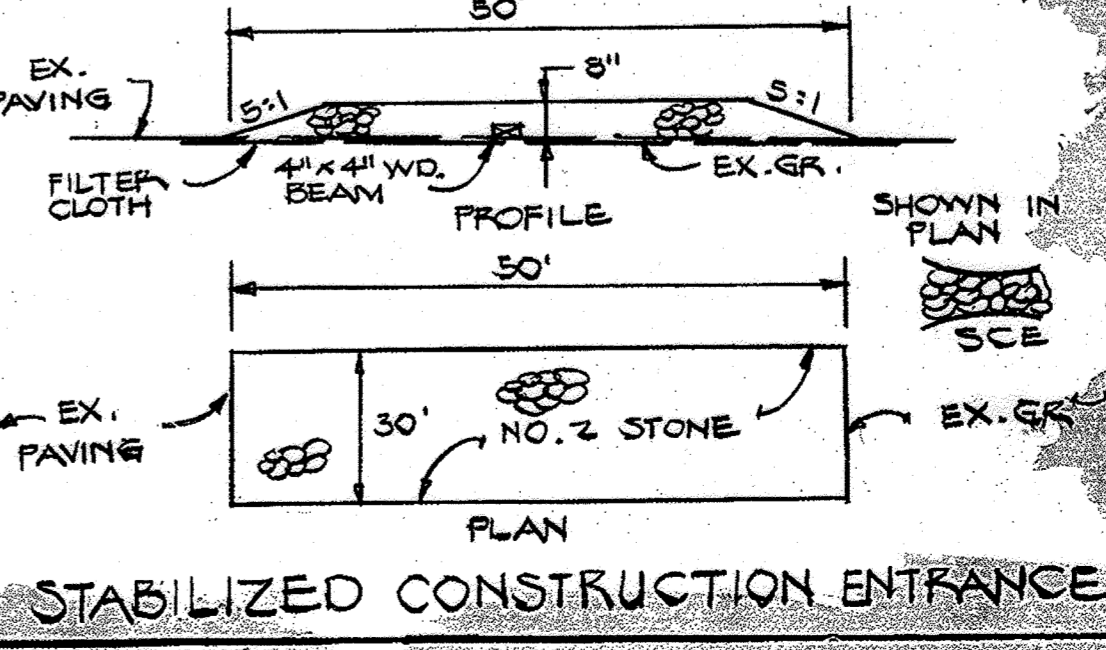 50
EX.
PAVING
5:1
8"
5:1
FILTER
CLOTH
4" x 4" WD.
BEAM
EX. GR.
PROFILE
SHOWN IN
PLAN
SCE
50'
EX.
PAVING
30'
NO. 2 STONE
EX. GR
PLAN
STABILIZED CONSTRUCTION ENTRANCE